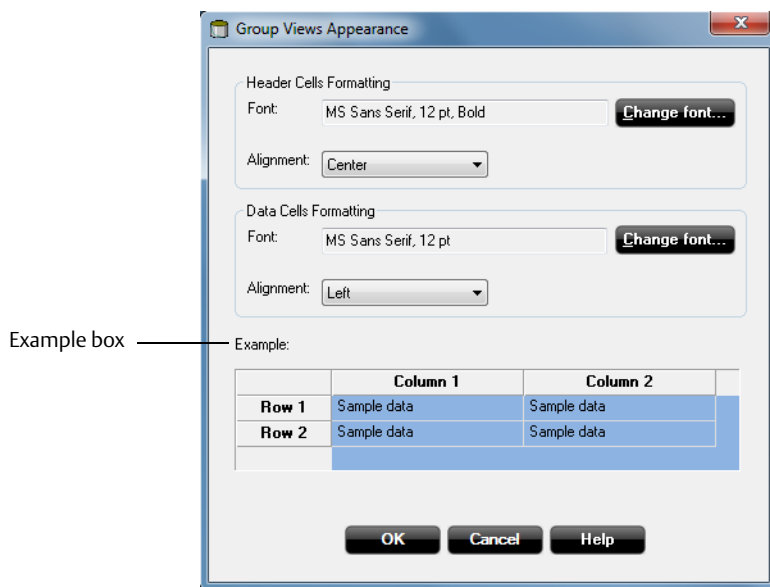 Group Views Appearance
Header Cells Formatting
Font: MS Sans Serif, 12 pt, Bold Change font...
Alignment: Center
Data Cells Formatting
Font: MS Sans Serif, 12 pt Change font...
Alignment: Left
Example box
Example:
Column 1 Column 2
Row 1 Sample data Sample data
Row 2 Sample data Sample data
OK Cancel Help